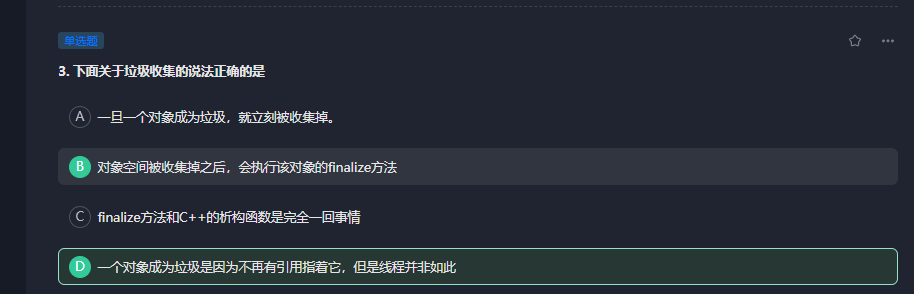 单选题
3. 下面关于垃圾收集的说法正确的是
A 一旦一个对象成为垃圾，就立刻被收集掉。
B 对象空间被收集掉之后，会执行该对象的finalize方法
C finalize方法和C++的析构函数是完全一回事情
D 一个对象成为垃圾是因为不再有引用指着它，但是线程并非如此